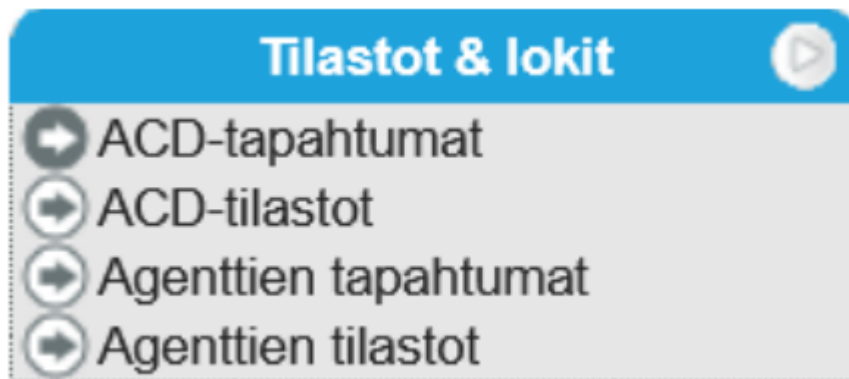 Tilastot & lokit
ACD-tapahtumat
ACD-tilastot
Agenttien tapahtumat
Agenttien tilastot